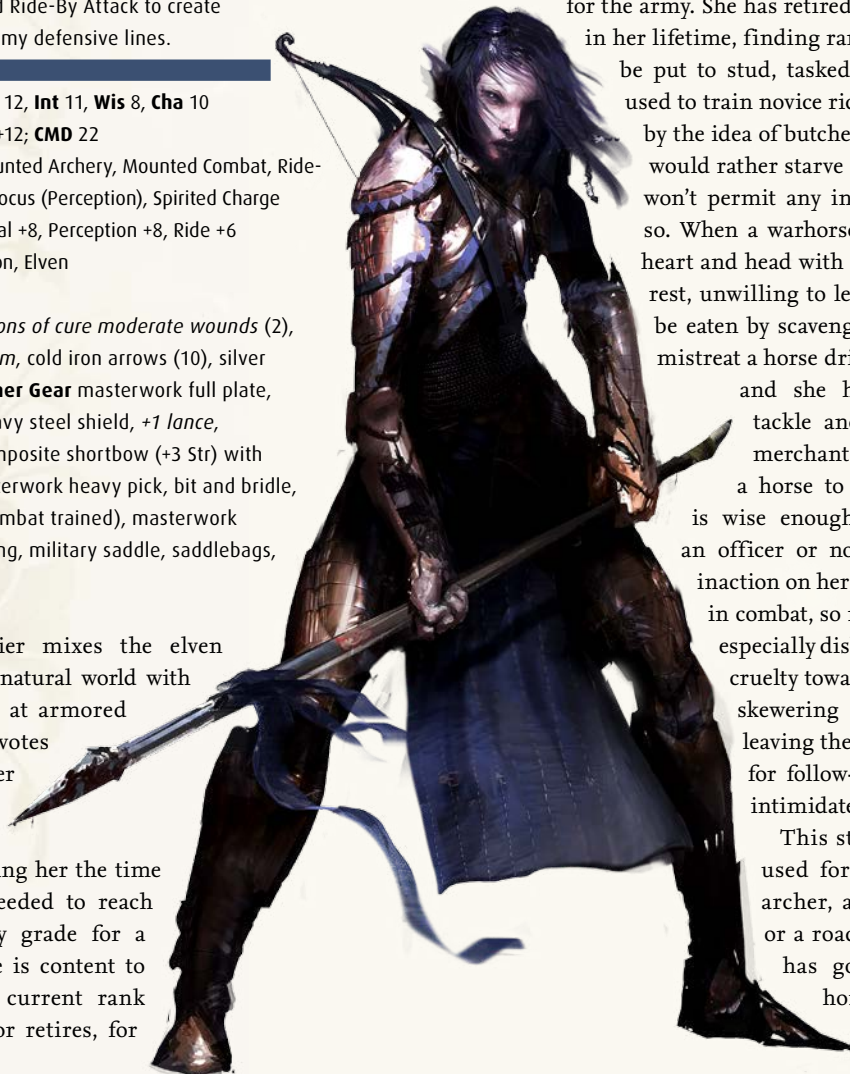 d Ride-By Attack to create
my defensive lines.
12, Int 11, Wis 8, Cha 10
+12; CMD 22
unted Archery, Mounted Combat, Ride-
ocus (Perception), Spirited Charge
al +8, Perception +8, Ride +6
on, Elven
ons of cure moderate wounds (2),
m, cold iron arrows (10), silver
her Gear masterwork full plate,
avy steel shield, +1 lance,
mposite shortbow (+3 Str) with
terwork heavy pick, bit and bridle,
ombat trained), masterwork
ng, military saddle, saddlebags,
ier mixes the elven
natural world with
at armored
votes
er
ing her the time
eeded to reach
y grade for a
e is content to
current rank
or retires, for
for the army. She has retired
in her lifetime, finding ran
be put to stud, tasked
used to train novice ric
by the idea of butche
would rather starve
won't permit any in
so. When a warhorse
heart and head with
rest, unwilling to le
be eaten by scaveng
mistreat a horse dri
and she h
tackle and
merchant
a horse to
is wise enough
an officer or no
inaction on her
in combat, so
especially dis
cruelty towa
skewering
leaving the
for follow-
intimidate
This st
used for
archer, a
or a road
has go
hor